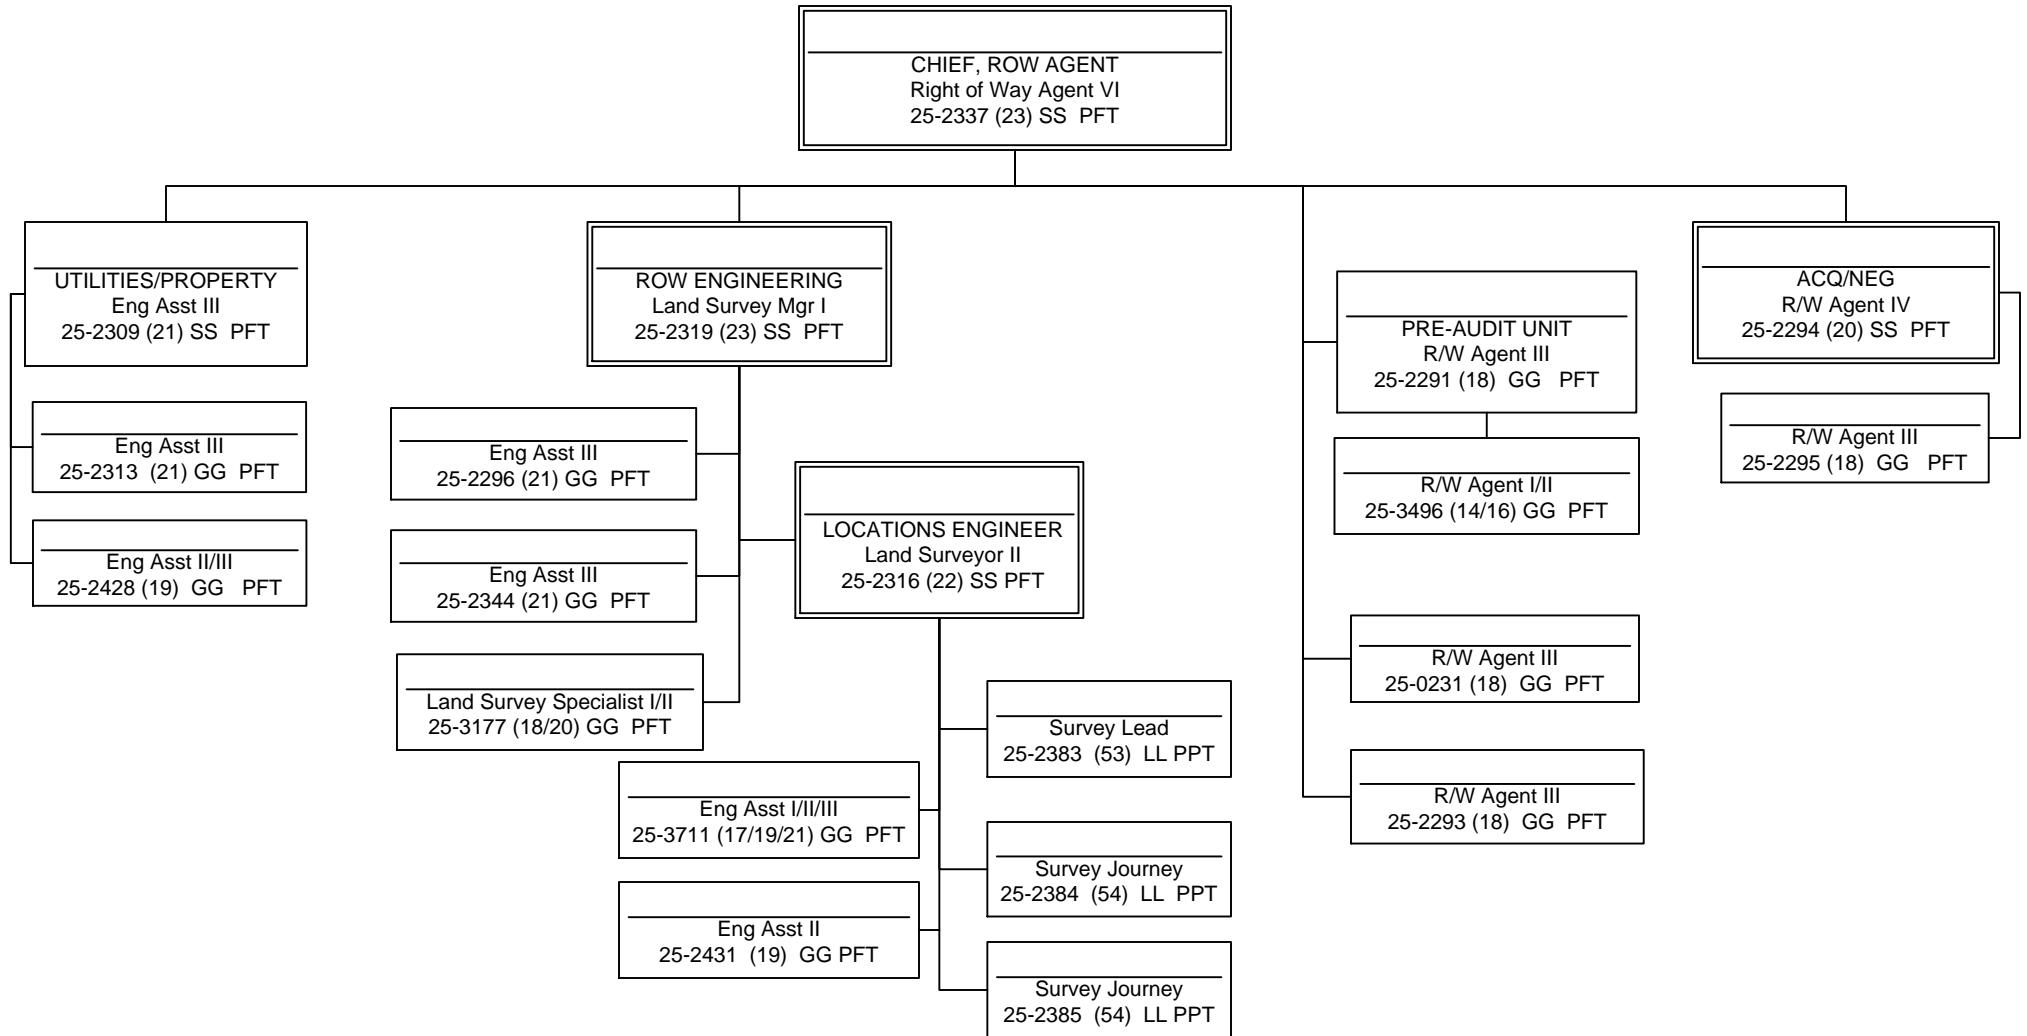 CHIEF, ROW AGENT
Right of Way Agent VI
25-2337 (23) SS PFT
UTILITIES/PROPERTY
Eng Asst III
25-2309 (21) SS PFT
Eng Asst III
25-2313 (21) GG PFT
Eng Asst II/III
25-2428 (19) GG PFT
ROW ENGINEERING
Land Survey Mgr I
25-2319 (23) SS PFT
Eng Asst III
25-2296 (21) GG PFT
Eng Asst III
25-2344 (21) GG PFT
Land Survey Specialist I/II
25-3177 (18/20) GG PFT
LOCATIONS ENGINEER
Land Surveyor II
25-2316 (22) SS PFT
Eng Asst I/II/III
25-3711 (17/19/21) GG PFT
Eng Asst II
25-2431 (19) GG PFT
Survey Lead
25-2383 (53) LL PPT
Survey Journey
25-2384 (54) LL PPT
Survey Journey
25-2385 (54) LL PPT
PRE-AUDIT UNIT
R/W Agent III
25-2291 (18) GG PFT
R/W Agent I/II
25-3496 (14/16) GG PFT
R/W Agent III
25-0231 (18) GG PFT
R/W Agent III
25-2293 (18) GG PFT
ACQ/NEG
R/W Agent IV
25-2294 (20) SS PFT
R/W Agent III
25-2295 (18) GG PFT